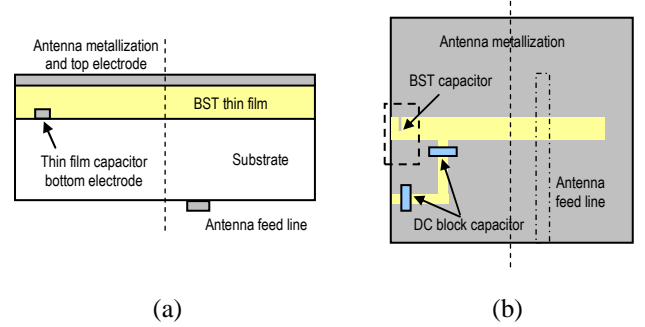 Antenna metallization
and top electrode
BST thin film
Thin film capacitor
bottom electrode
Substrate
Antenna feed line
(a)
Antenna metallization
BST capacitor
Antenna
feed line
DC block capacitor
(b)